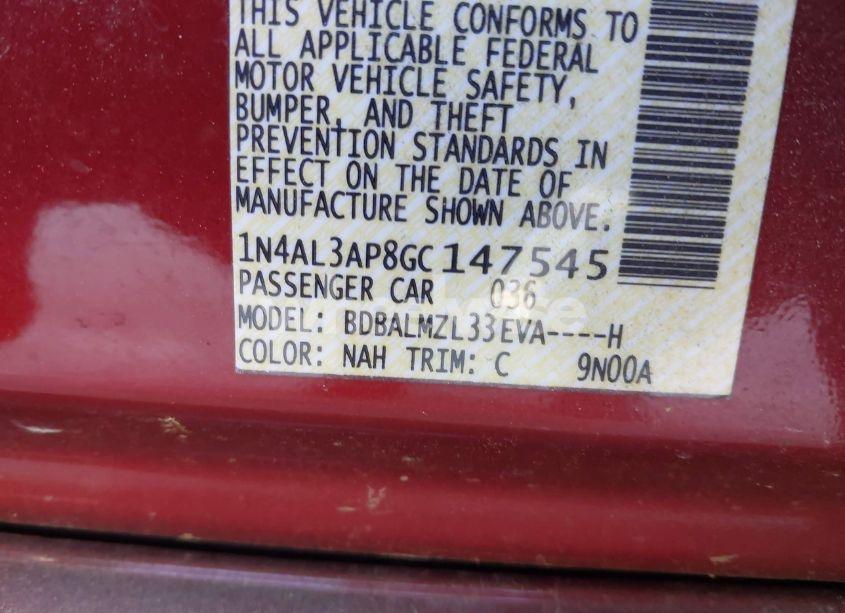 THIS VEHICLE CONFORMS TO
ALL APPLICABLE FEDERAL
MOTOR VEHICLE SAFETY,
BUMPER, AND THEFT
PREVENTION STANDARDS IN
EFFECT ON THE DATE OF
MANUFACTURE SHOWN ABOVE.
1N4AL3AP8GC147545
PASSENGER CAR 036
MODEL: BDBALMZL33EVA----H
COLOR: NAH TRIM: C 9N00A